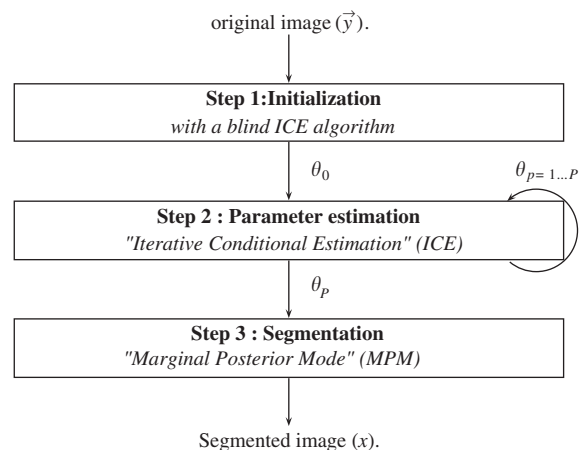 original image (y⃗).
Step 1:Initialization
with a blind ICE algorithm
θ0
θp= 1...P
Step 2 : Parameter estimation
"Iterative Conditional Estimation" (ICE)
θP
Step 3 : Segmentation
"Marginal Posterior Mode" (MPM)
Segmented image (x).